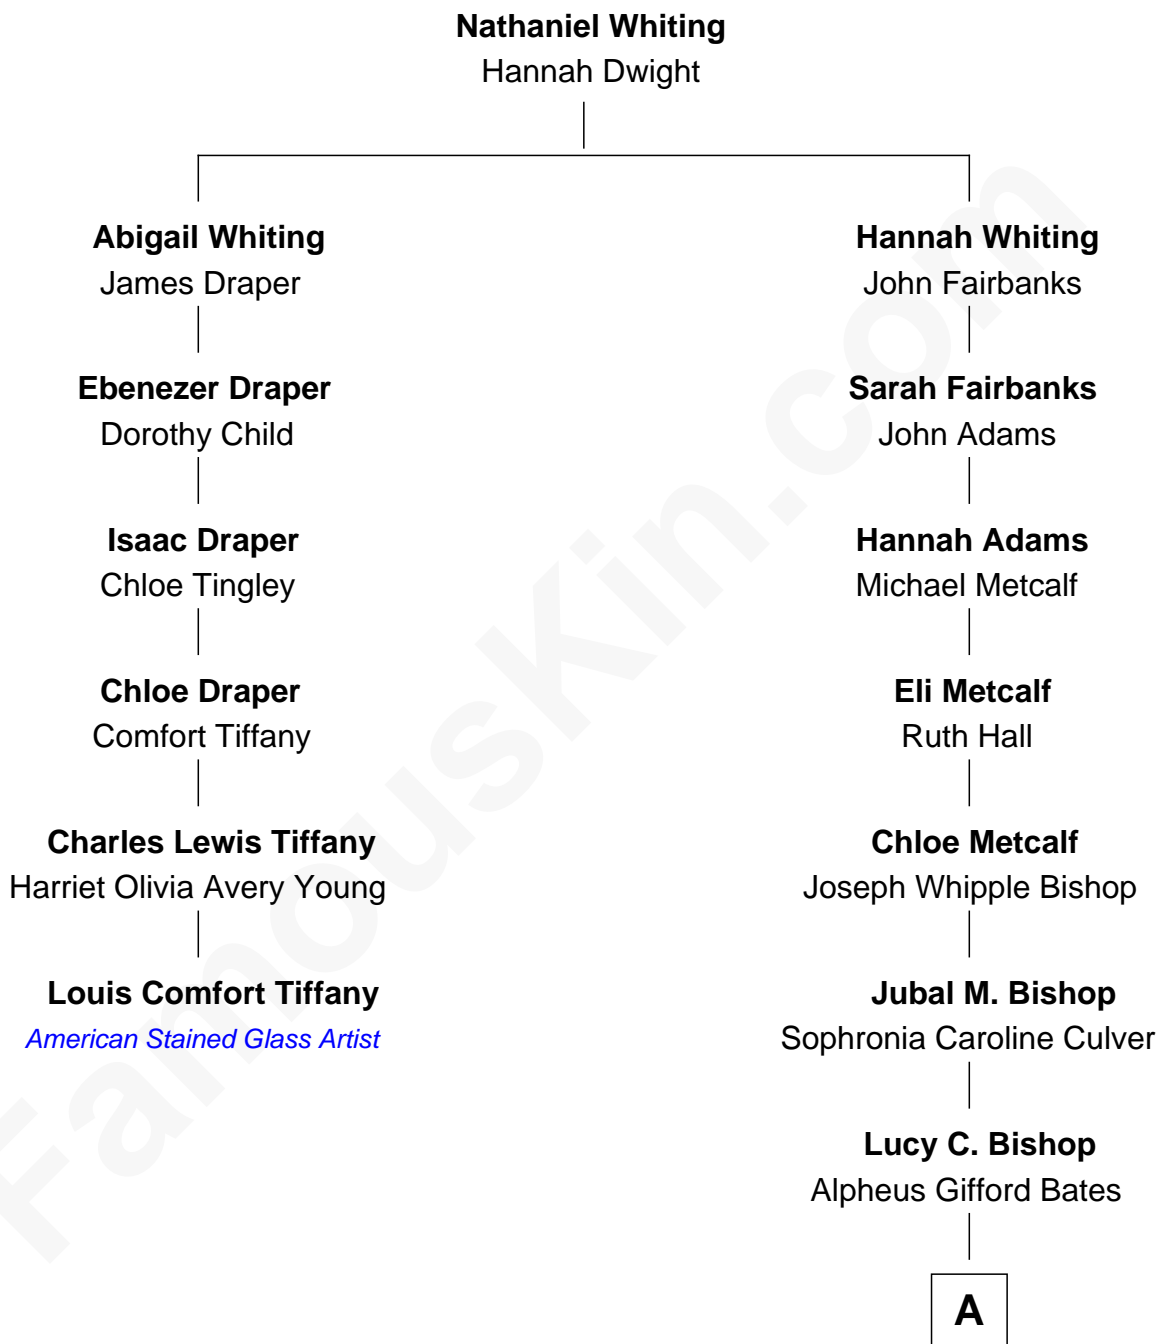 Nathaniel Whiting
Hannah Dwight
Abigail Whiting
James Draper
Hannah Whiting
John Fairbanks
Ebenezer Draper
Dorothy Child
Sarah Fairbanks
John Adams
Isaac Draper
Chloe Tingley
Hannah Adams
Michael Metcalf
Chloe Draper
Comfort Tiffany
Eli Metcalf
Ruth Hall
Charles Lewis Tiffany
Harriet Olivia Avery Young
Chloe Metcalf
Joseph Whipple Bishop
Louis Comfort Tiffany
American Stained Glass Artist
Jubal M. Bishop
Sophronia Caroline Culver
Lucy C. Bishop
Alpheus Gifford Bates
A
FamousKin.com